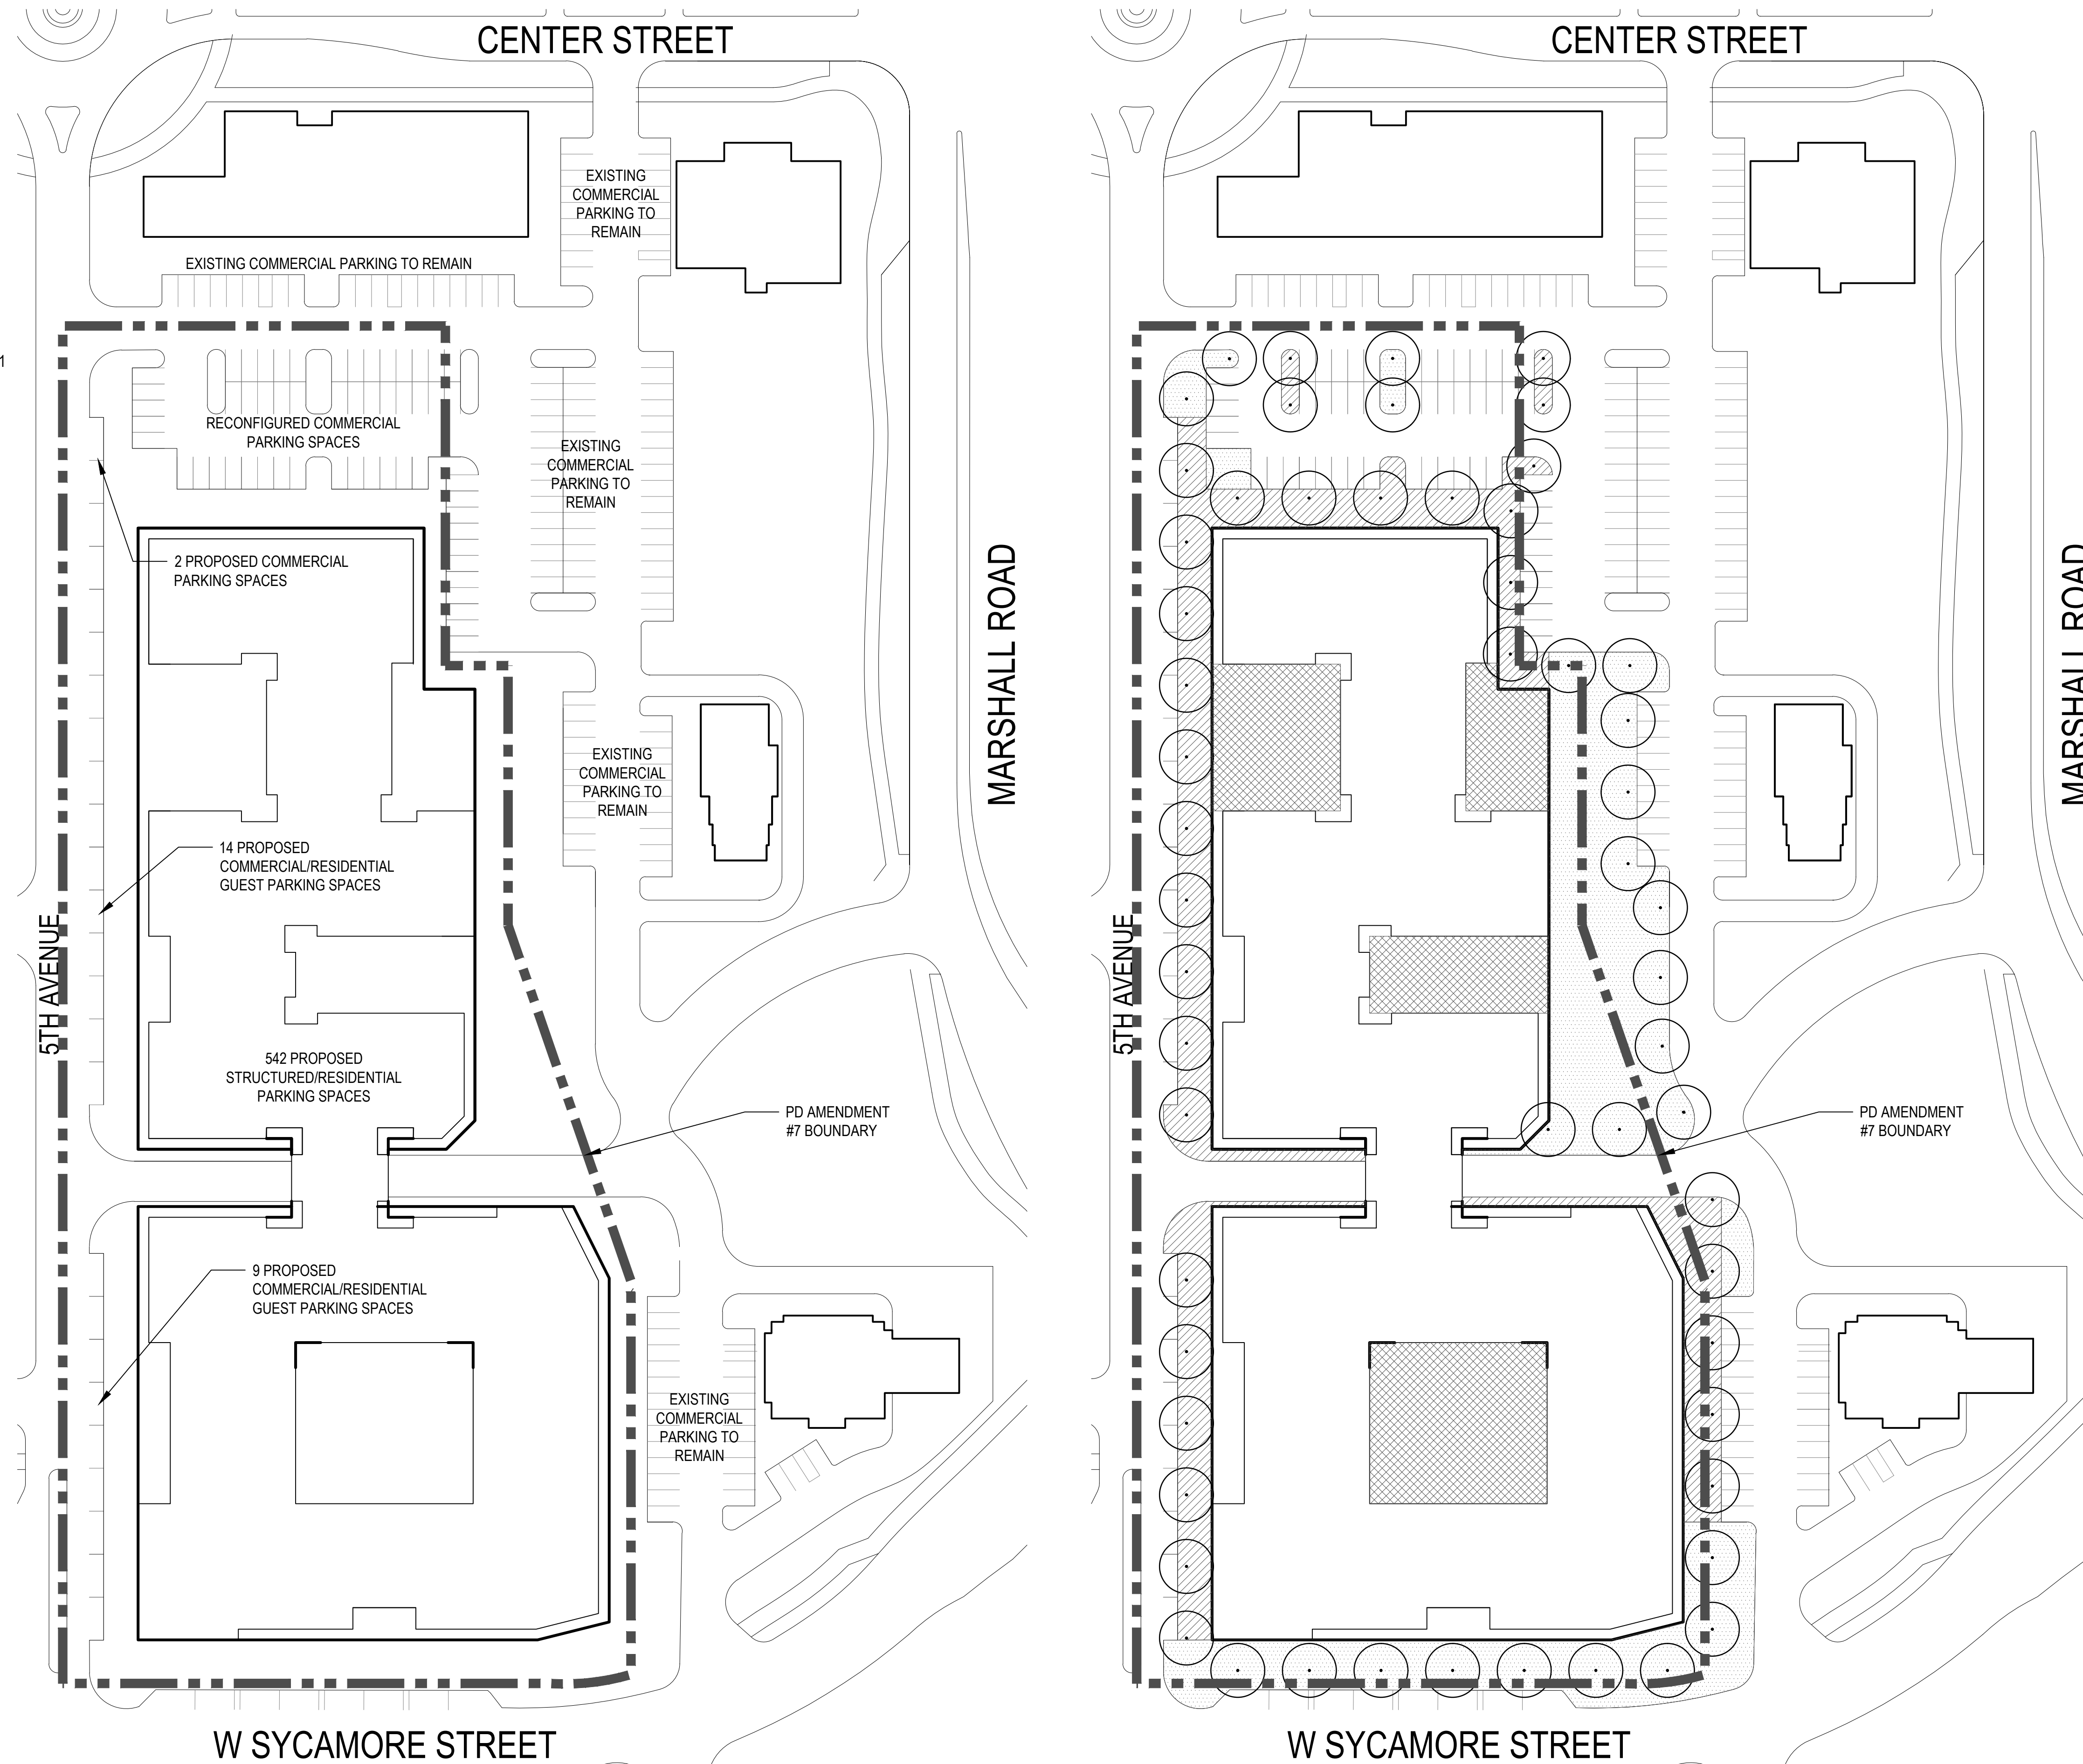 CENTER STREET
EXISTING
COMMERCIAL
PARKING TO
REMAIN
EXISTING COMMERCIAL PARKING TO REMAIN
1
RECONFIGURED COMMERCIAL
PARKING SPACES
EXISTING
COMMERCIAL
PARKING TO
REMAIN
2 PROPOSED COMMERCIAL
PARKING SPACES
MARSHALL ROAD
EXISTING
COMMERCIAL
PARKING TO
REMAIN
14 PROPOSED
COMMERCIAL/RESIDENTIAL
GUEST PARKING SPACES
5TH AVENUE
542 PROPOSED
STRUCTURED/RESIDENTIAL
PARKING SPACES
PD AMENDMENT
#7 BOUNDARY
9 PROPOSED
COMMERCIAL/RESIDENTIAL
GUEST PARKING SPACES
EXISTING
COMMERCIAL
PARKING TO
REMAIN
W SYCAMORE STREET
CENTER STREET
MARSHALL ROAD
5TH AVENUE
PD AMENDMENT
#7 BOUNDARY
W SYCAMORE STREET